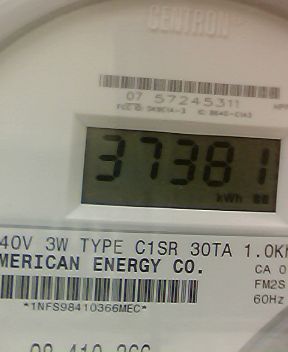 CENTRON
07 57245311
37381
kWh
40V 3W TYPE C1SR 30TA 1.0K
MERICAN ENERGY CO.
CA 0
FM2S
60Hz
*1NFS98410366MEC*